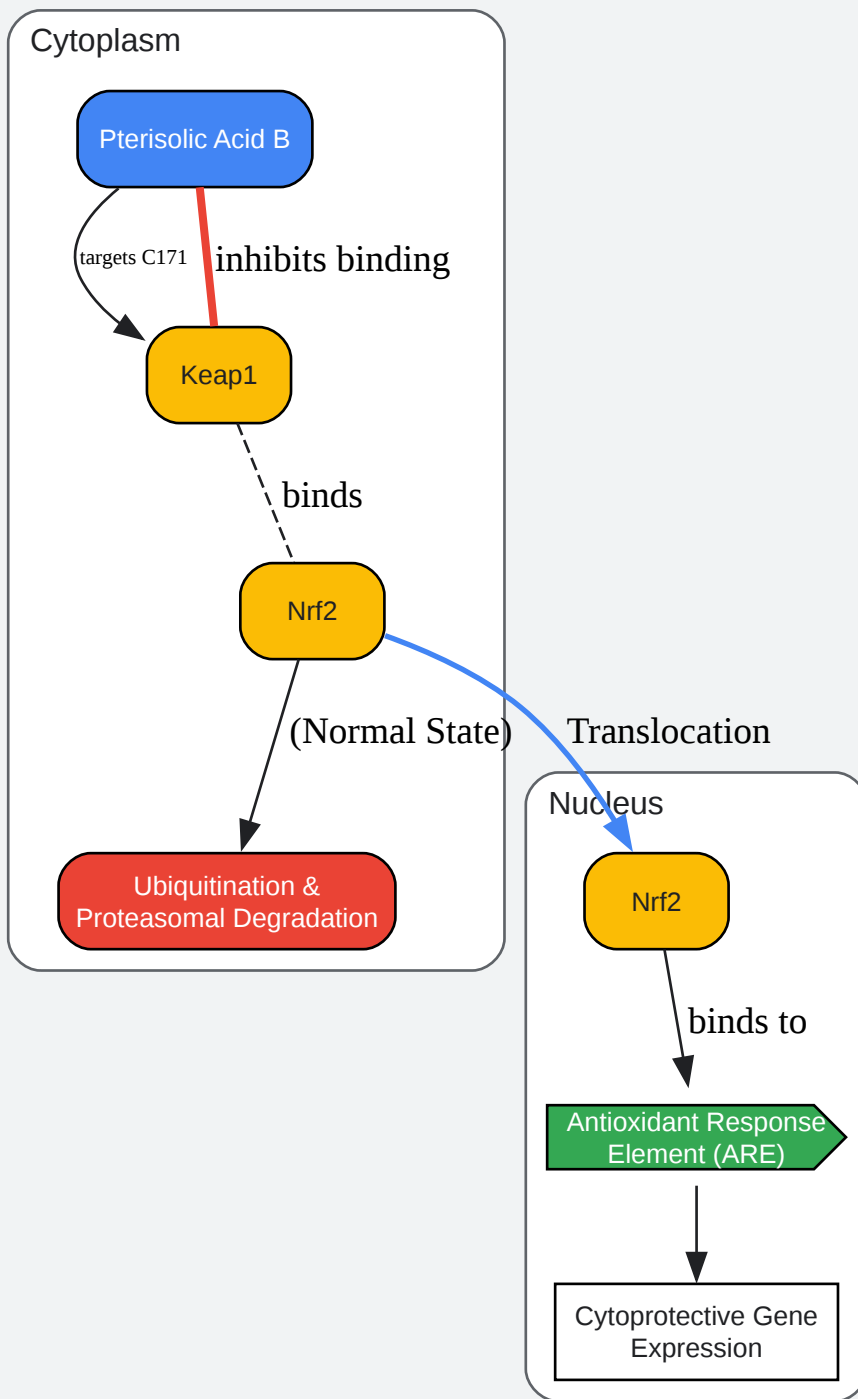 Cytoplasm
Pterisolic Acid B
targets C171
inhibits binding
Keap1
binds
Nrf2
(Normal State)
Translocation
Ubiquitination &
Proteasomal Degradation
Nucleus
Nrf2
binds to
Antioxidant Response
Element (ARE)
Cytoprotective Gene
Expression